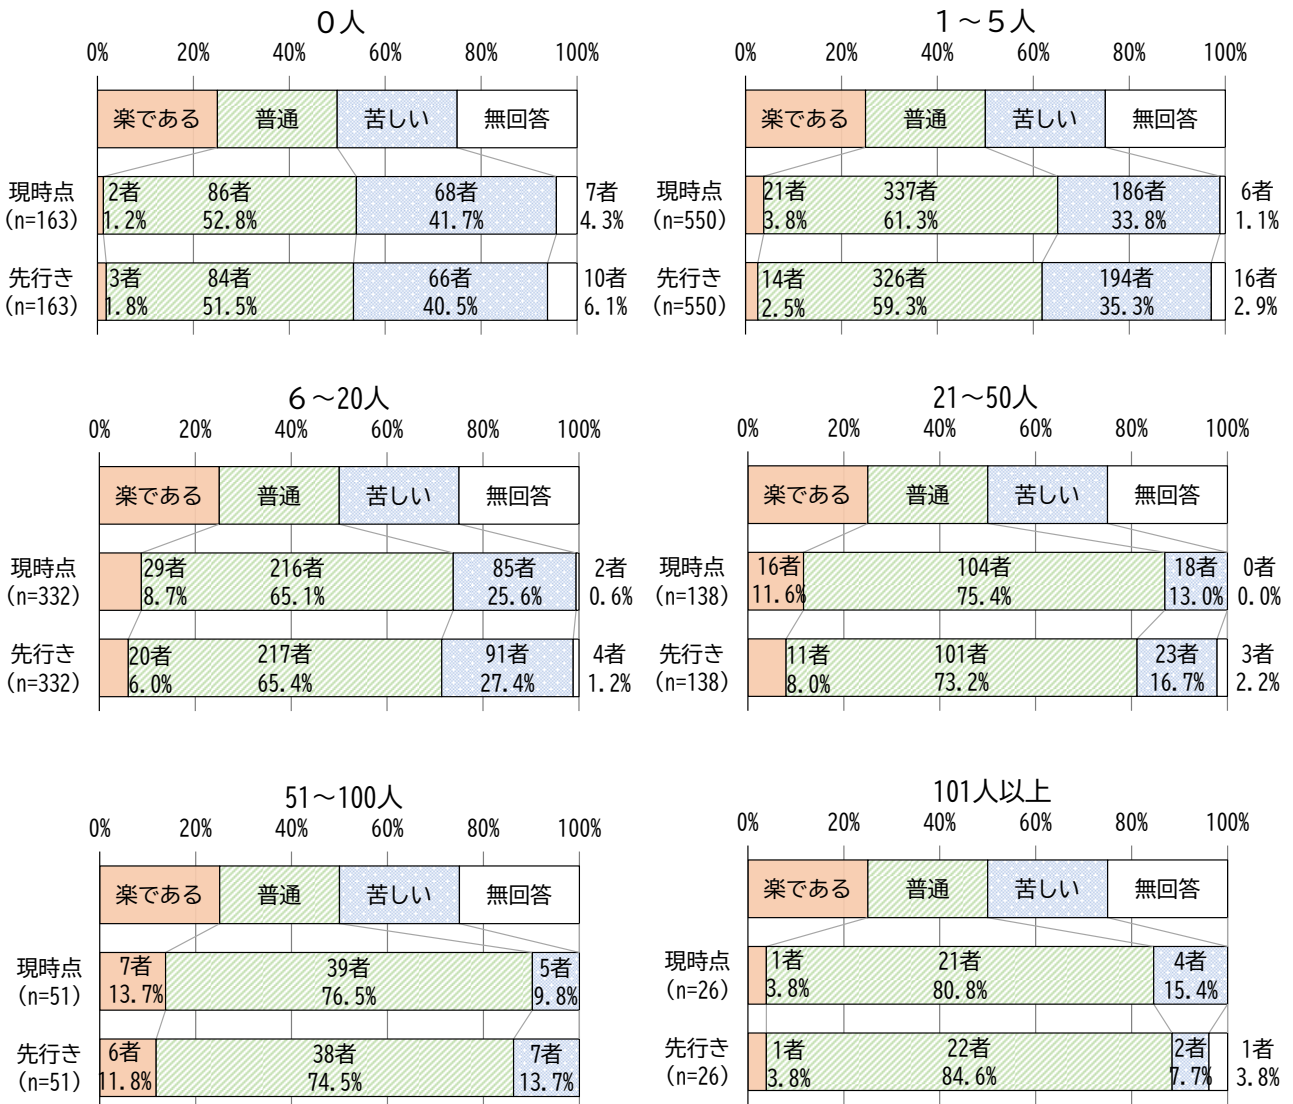 ０人
0% 20% 40% 60% 80% 100%
楽である 普通 苦しい 無回答
現時点 2者 86者 68者 7者
(n=163) 1.2% 52.8% 41.7% 4.3%
先行き 3者 84者 66者 10者
(n=163) 1.8% 51.5% 40.5% 6.1%
１～５人
0% 20% 40% 60% 80% 100%
楽である 普通 苦しい 無回答
現時点 21者 337者 186者 6者
(n=550) 3.8% 61.3% 33.8% 1.1%
先行き 14者 326者 194者 16者
(n=550) 2.5% 59.3% 35.3% 2.9%
６～20人
0% 20% 40% 60% 80% 100%
楽である 普通 苦しい 無回答
現時点 29者 216者 85者 2者
(n=332) 8.7% 65.1% 25.6% 0.6%
先行き 20者 217者 91者 4者
(n=332) 6.0% 65.4% 27.4% 1.2%
21～50人
0% 20% 40% 60% 80% 100%
楽である 普通 苦しい 無回答
現時点 16者 104者 18者 0者
(n=138) 11.6% 75.4% 13.0% 0.0%
先行き 11者 101者 23者 3者
(n=138) 8.0% 73.2% 16.7% 2.2%
51～100人
0% 20% 40% 60% 80% 100%
楽である 普通 苦しい 無回答
現時点 7者 39者 5者
(n=51) 13.7% 76.5% 9.8%
先行き 6者 38者 7者
(n=51) 11.8% 74.5% 13.7%
101人以上
0% 20% 40% 60% 80% 100%
楽である 普通 苦しい 無回答
現時点 1者 21者 4者
(n=26) 3.8% 80.8% 15.4%
先行き 1者 22者 2者 1者
(n=26) 3.8% 84.6% 7.7% 3.8%